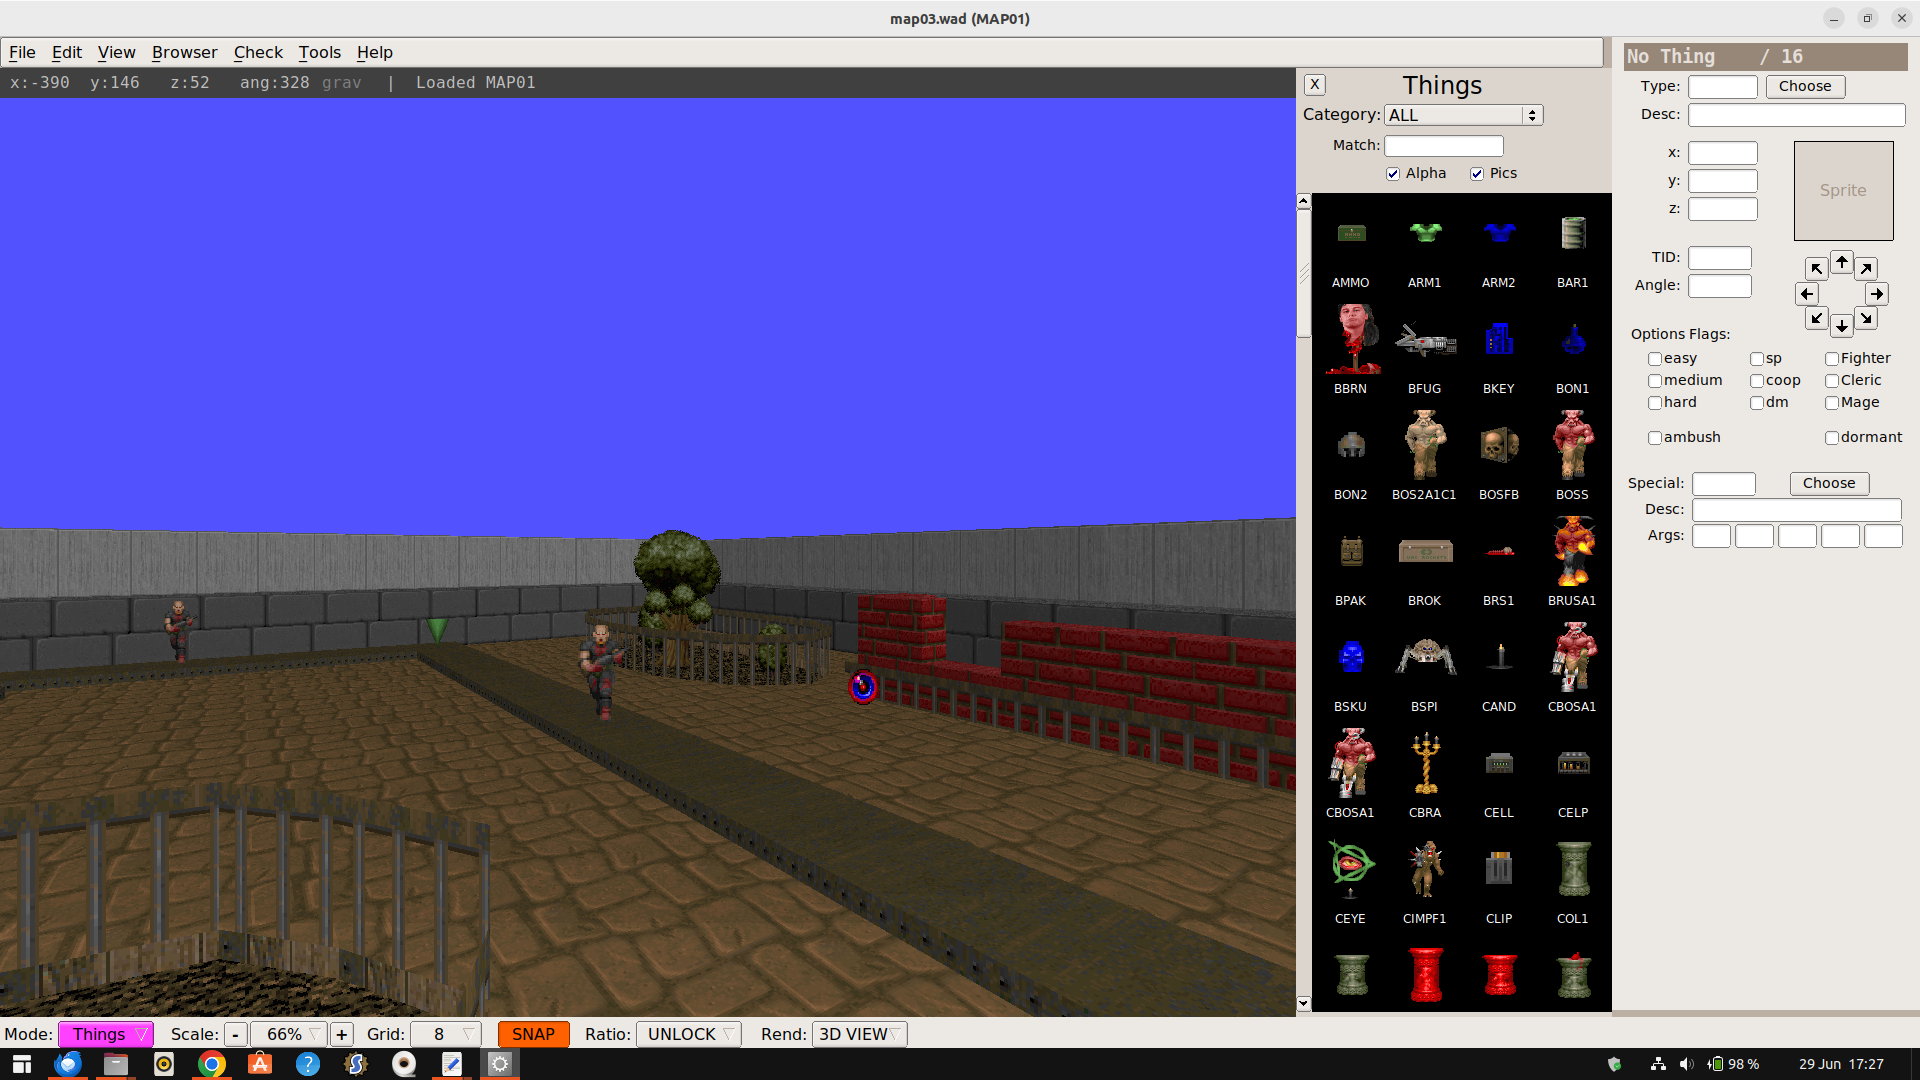 map03.wad (MAP01)
File Edit View Browser Check Tools Help
x:-390 y:146 z:52 ang:328 grav | Loaded MAP01
X Things
Category: ALL
Match:
Alpha Pics
AMMO ARM1 ARM2 BAR1
BBRN BFUG BKEY BON1
BON2 BOS2A1C1 BOSFB BOSS
BPAK BROK BRS1 BRUSA1
BSKU BSPI CAND CBOSA1
CBOSA1 CBRA CELL CELP
CEYE CIMPF1 CLIP COL1
No Thing / 16
Type: Choose
Desc:
x:
y:
z:
Sprite
TID:
Angle:
Options Flags:
easy sp Fighter
medium coop Cleric
hard dm Mage
ambush dormant
Special: Choose
Desc:
Args:
Mode: Things Scale: - 66% + Grid: 8 SNAP Ratio: UNLOCK Rend: 3D VIEW
98 % 29 Jun 17:27